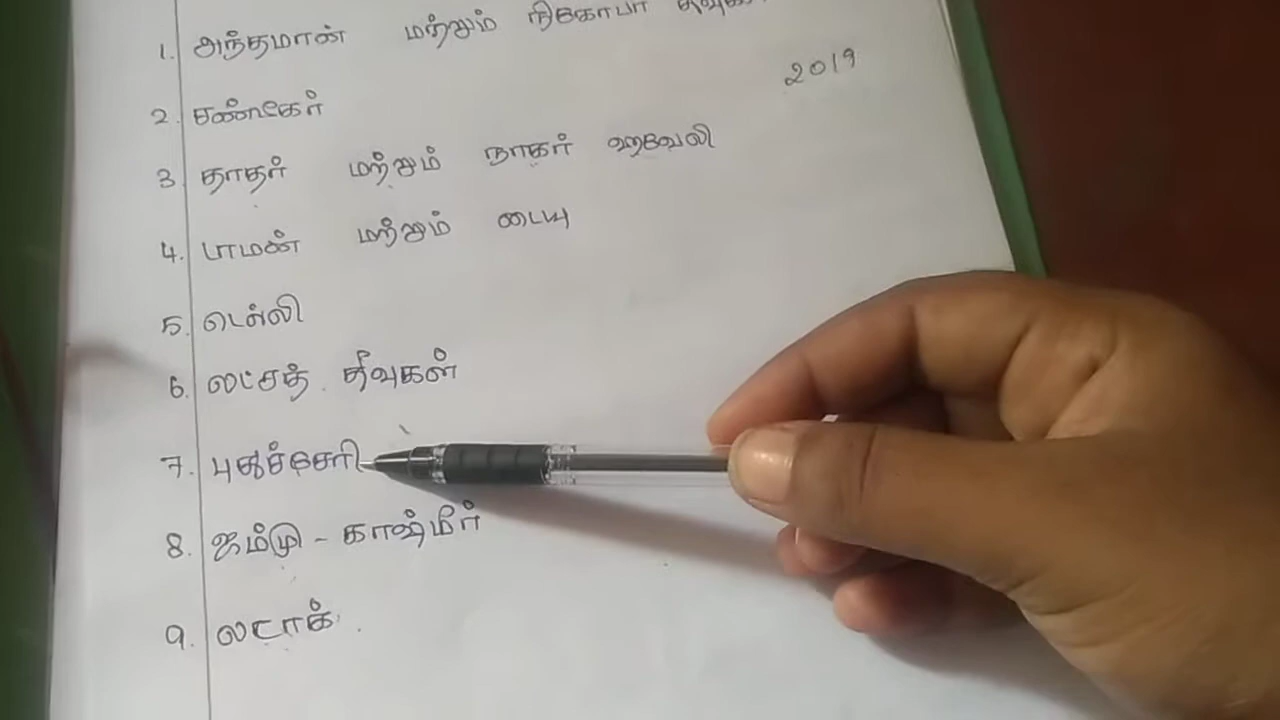 1. அந்தமான் மற்றும் நிகோபா தீவுக
2019
2. சண்டிகேர்
3. தாதர் மற்றும் நாகர் ஹவேலி
4. டாமன் மற்றும் டையு
5. டெல்லி
6. லட்சத் தீவுகள்
7. புதுச்சேரி
8. ஜம்மு - காஷ்மீர்
9. லடாக்